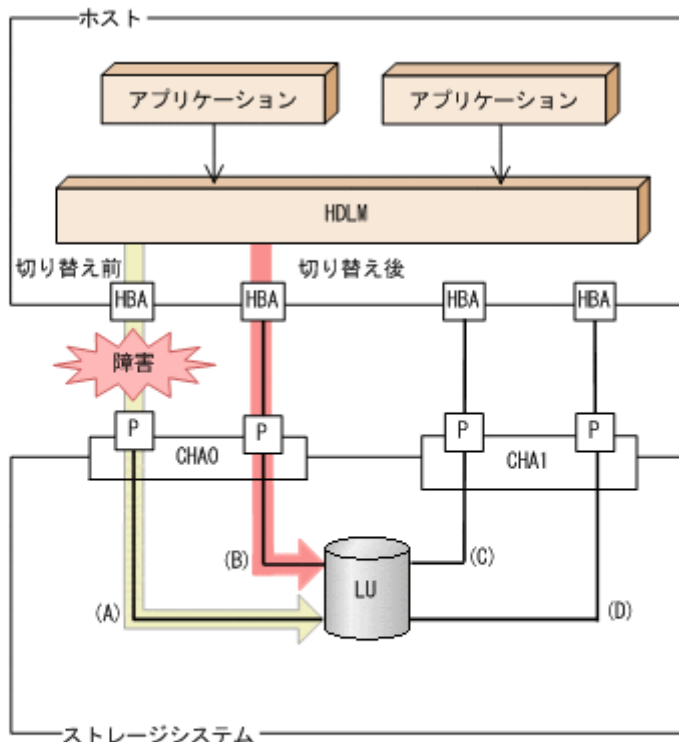 ホスト
アプリケーション
アプリケーション
HDLM
切り替え前
切り替え後
HBA
HBA
HBA
HBA
障害
P
P
P
P
CHA0
CHA1
(B)
(C)
LU
(A)
(D)
ストレージシステム